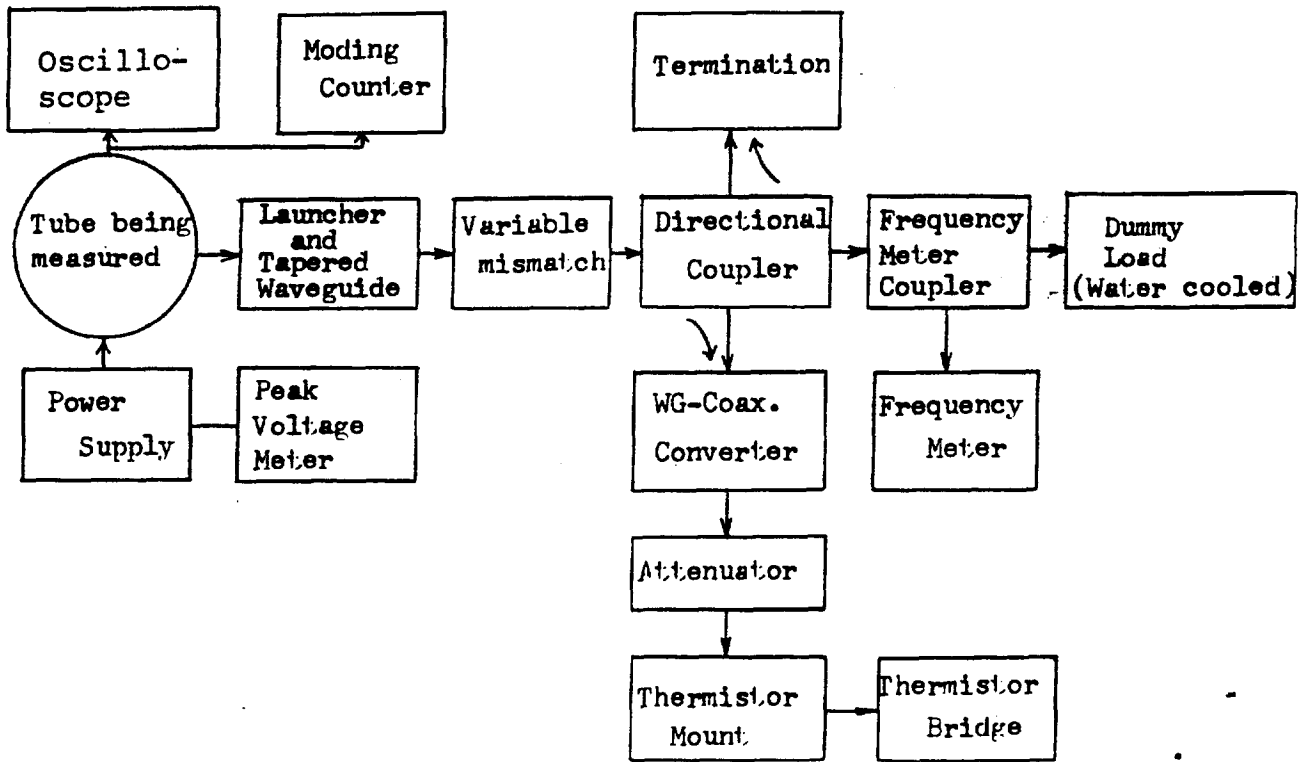 Oscillo-
scope
Moding
Counter
Termination
Tube being
measured
Launcher
and
Tapered
Waveguide
Variable
mismatch
Directional
Coupler
Frequency
Meter
Coupler
Dummy
Load
(Water cooled)
Power
Supply
Peak
Voltage
Meter
WG-Coax.
Converter
Frequency
Meter
Attenuator
Thermistor
Mount
Thermistor
Bridge